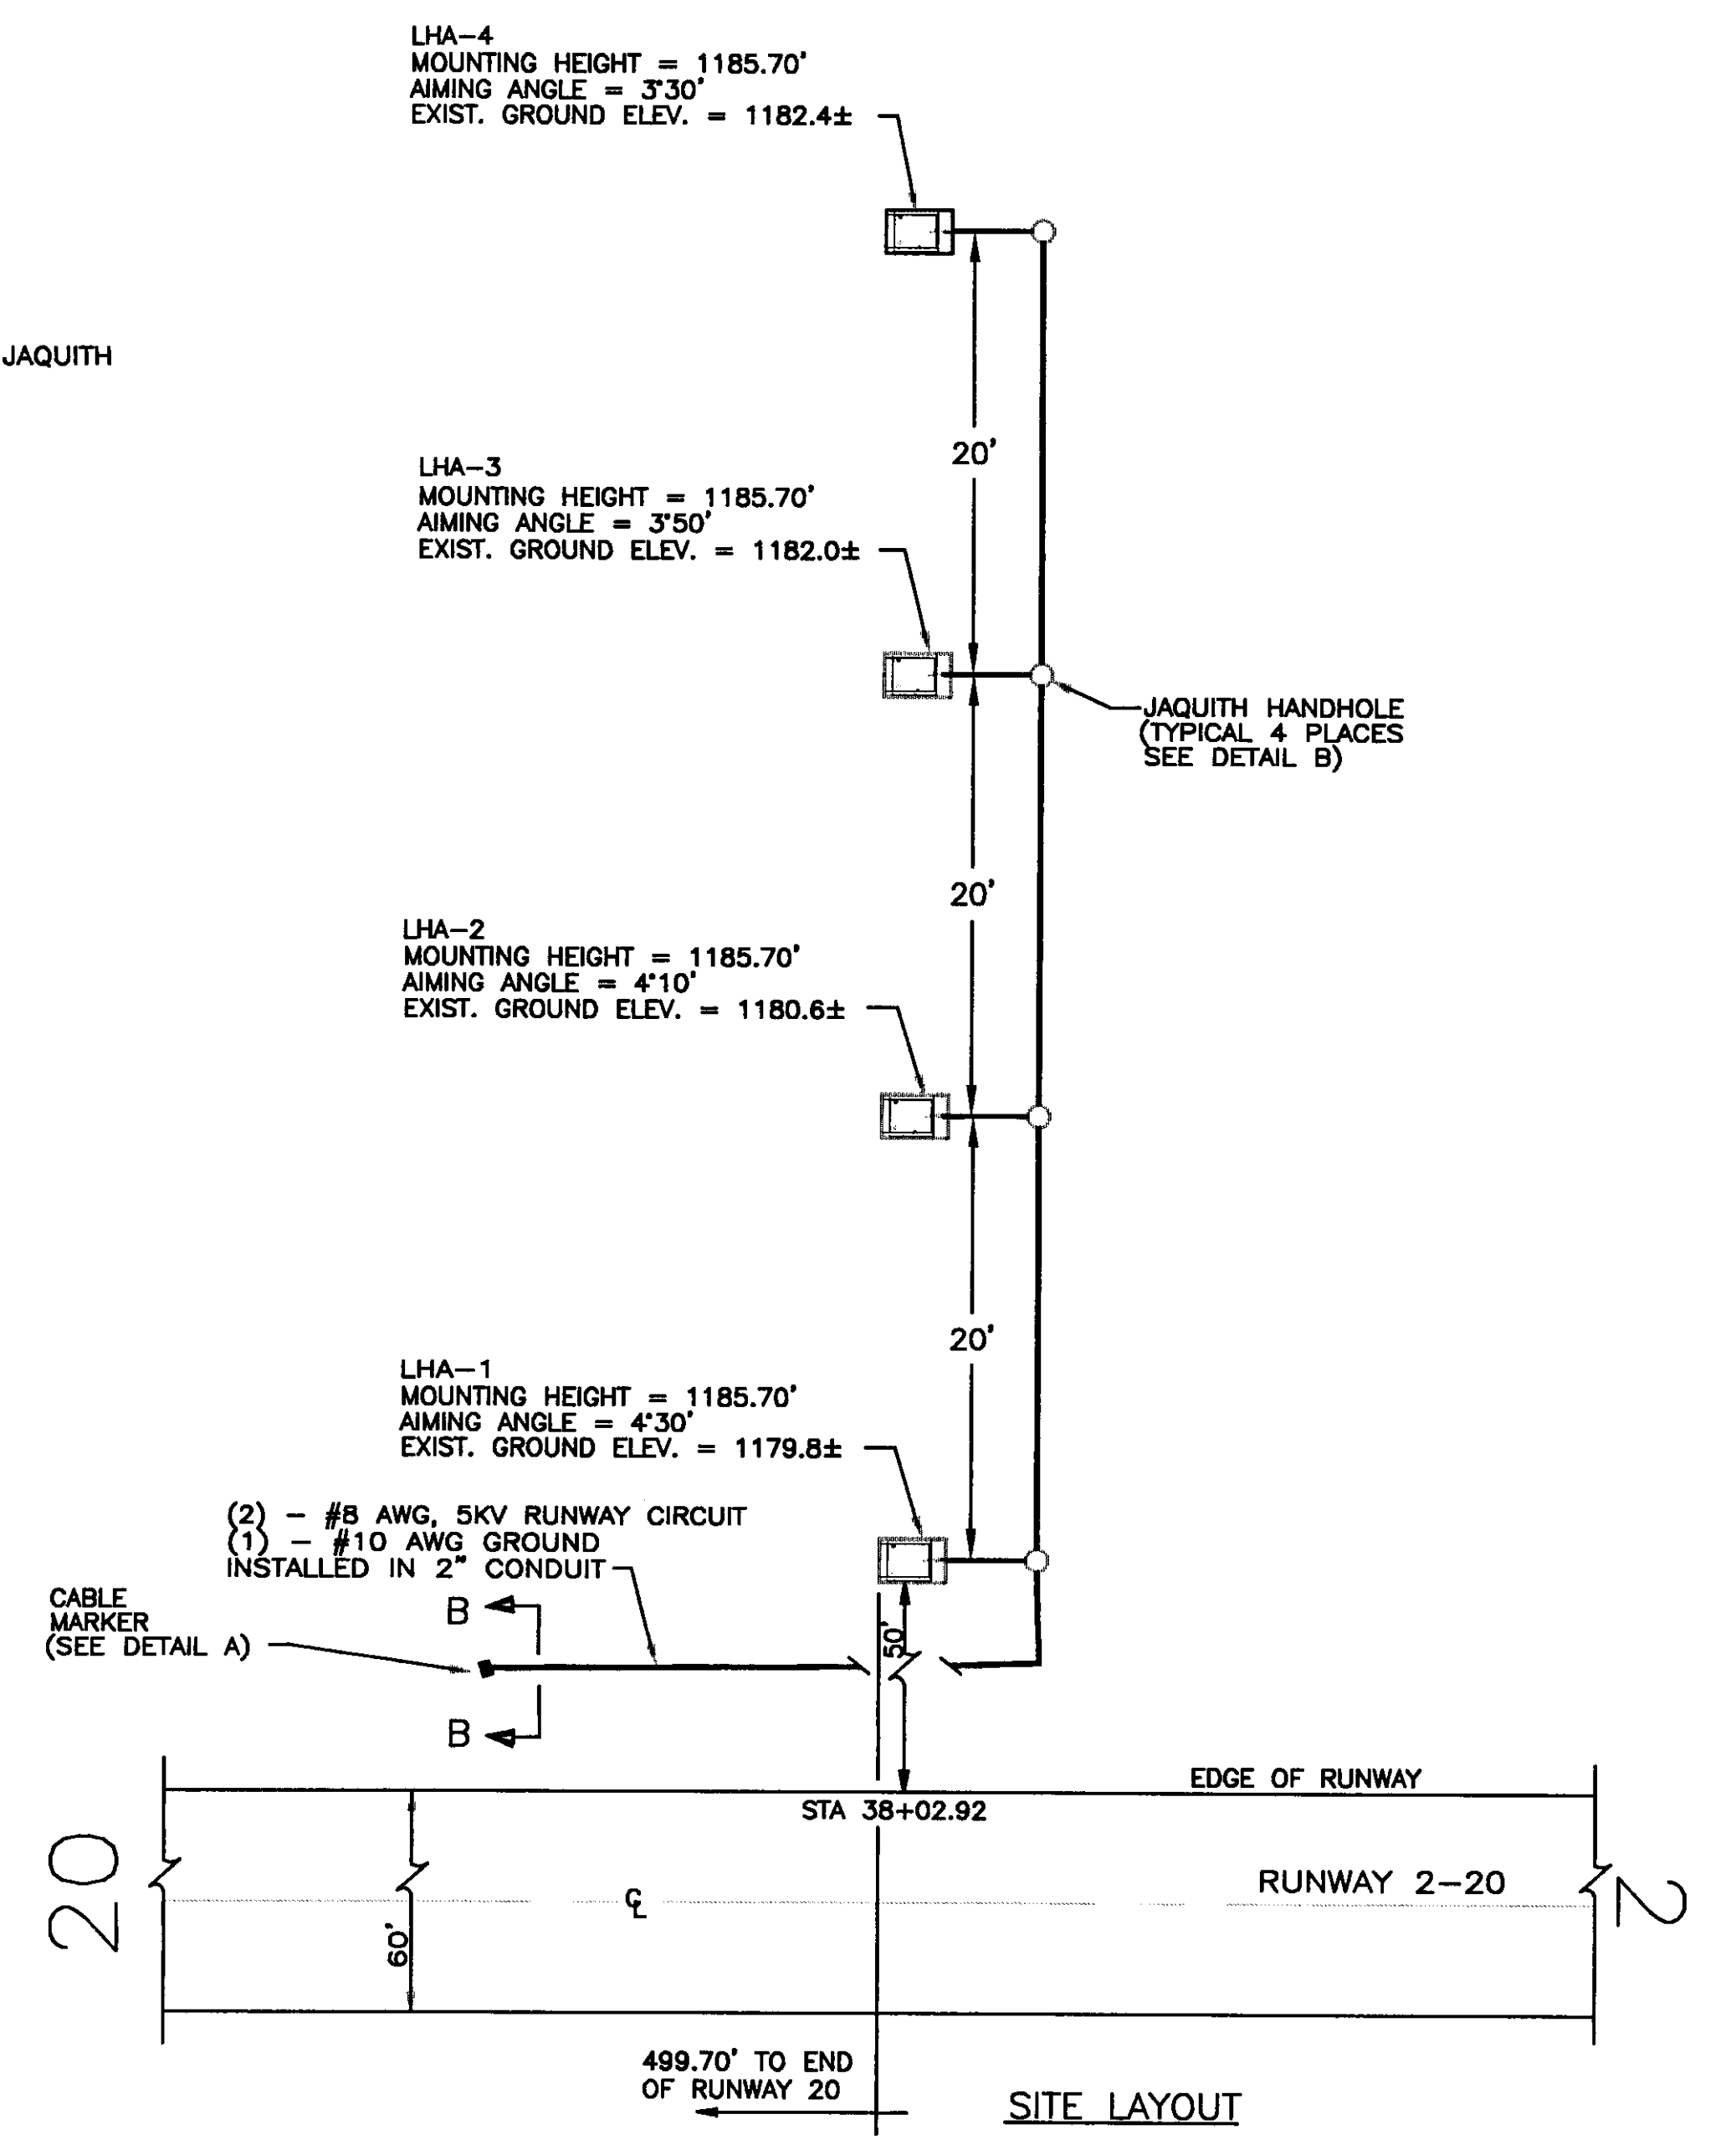 LHA-4
MOUNTING HEIGHT = 1185.70'
AIMING ANGLE = 3°30'
EXIST. GROUND ELEV. = 1182.4±
JAQUITH
20'
LHA-3
MOUNTING HEIGHT = 1185.70'
AIMING ANGLE = 3°50'
EXIST. GROUND ELEV. = 1182.0±
JAQUITH HANDHOLE
(TYPICAL 4 PLACES
SEE DETAIL B)
20'
LHA-2
MOUNTING HEIGHT = 1185.70'
AIMING ANGLE = 4°10'
EXIST. GROUND ELEV. = 1180.6±
20'
LHA-1
MOUNTING HEIGHT = 1185.70'
AIMING ANGLE = 4°30'
EXIST. GROUND ELEV. = 1179.8±
(2) - #8 AWG, 5KV RUNWAY CIRCUIT
(1) - #10 AWG GROUND
INSTALLED IN 2" CONDUIT
CABLE
MARKER
(SEE DETAIL A)
B
B
50'
EDGE OF RUNWAY
STA 38+02.92
20
RUNWAY 2-20
2
℄
60'
499.70' TO END
OF RUNWAY 20
SITE LAYOUT